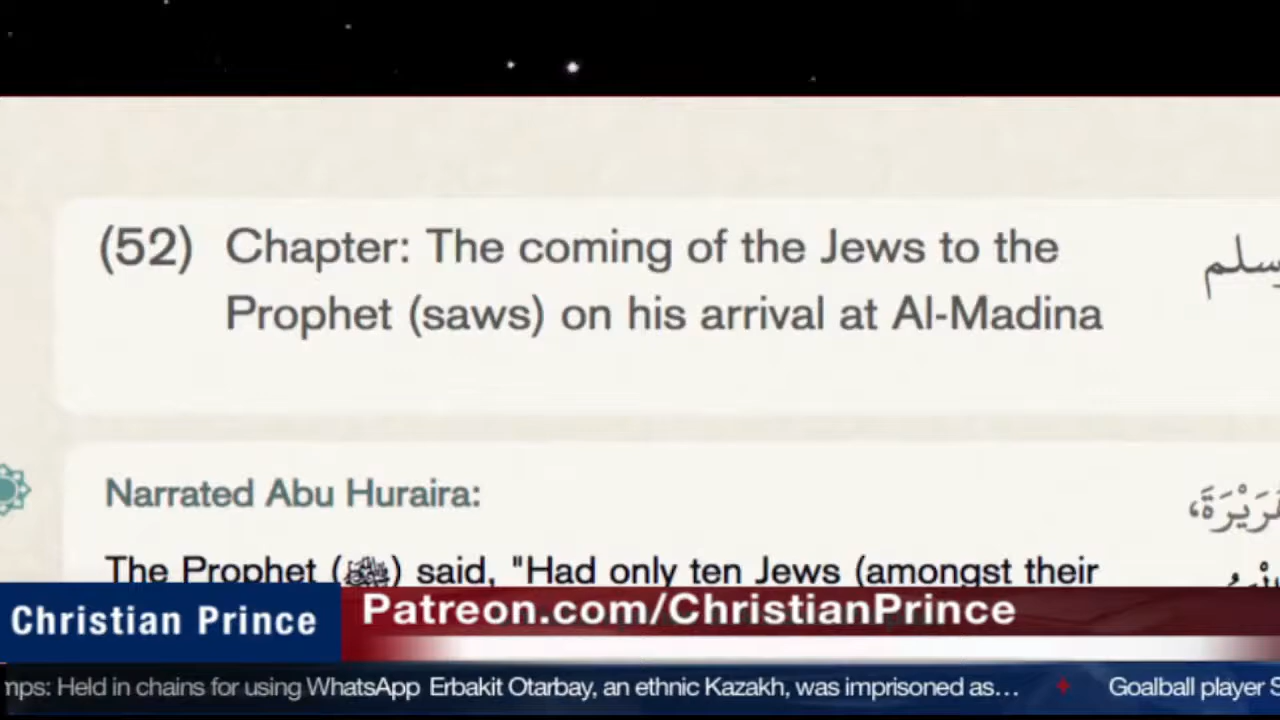 (52) Chapter: The coming of the Jews to the
Prophet (saws) on his arrival at Al-Madina
Narrated Abu Huraira:
The Prophet (ﷺ) said, "Had only ten Jews (amongst their
Christian Prince
Patreon.com/ChristianPrince
mps: Held in chains for using WhatsApp Erbakit Otarbay, an ethnic Kazakh, was imprisoned as… Goalball player S